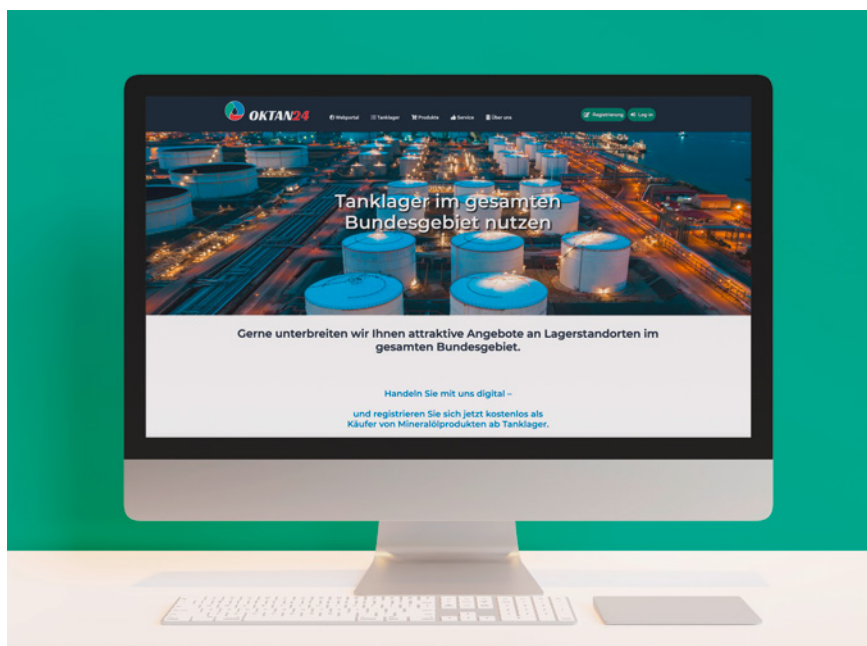 OKTAN24 Webportal Tanklager Produkte Service Über uns Registrierung Log in
Tanklager im gesamten
Bundesgebiet nutzen
Gerne unterbreiten wir Ihnen attraktive Angebote an Lagerstandorten im
gesamten Bundesgebiet.
Handeln Sie mit uns digital –
und registrieren Sie sich jetzt kostenlos als
Käufer von Mineralölprodukten ab Tanklager.